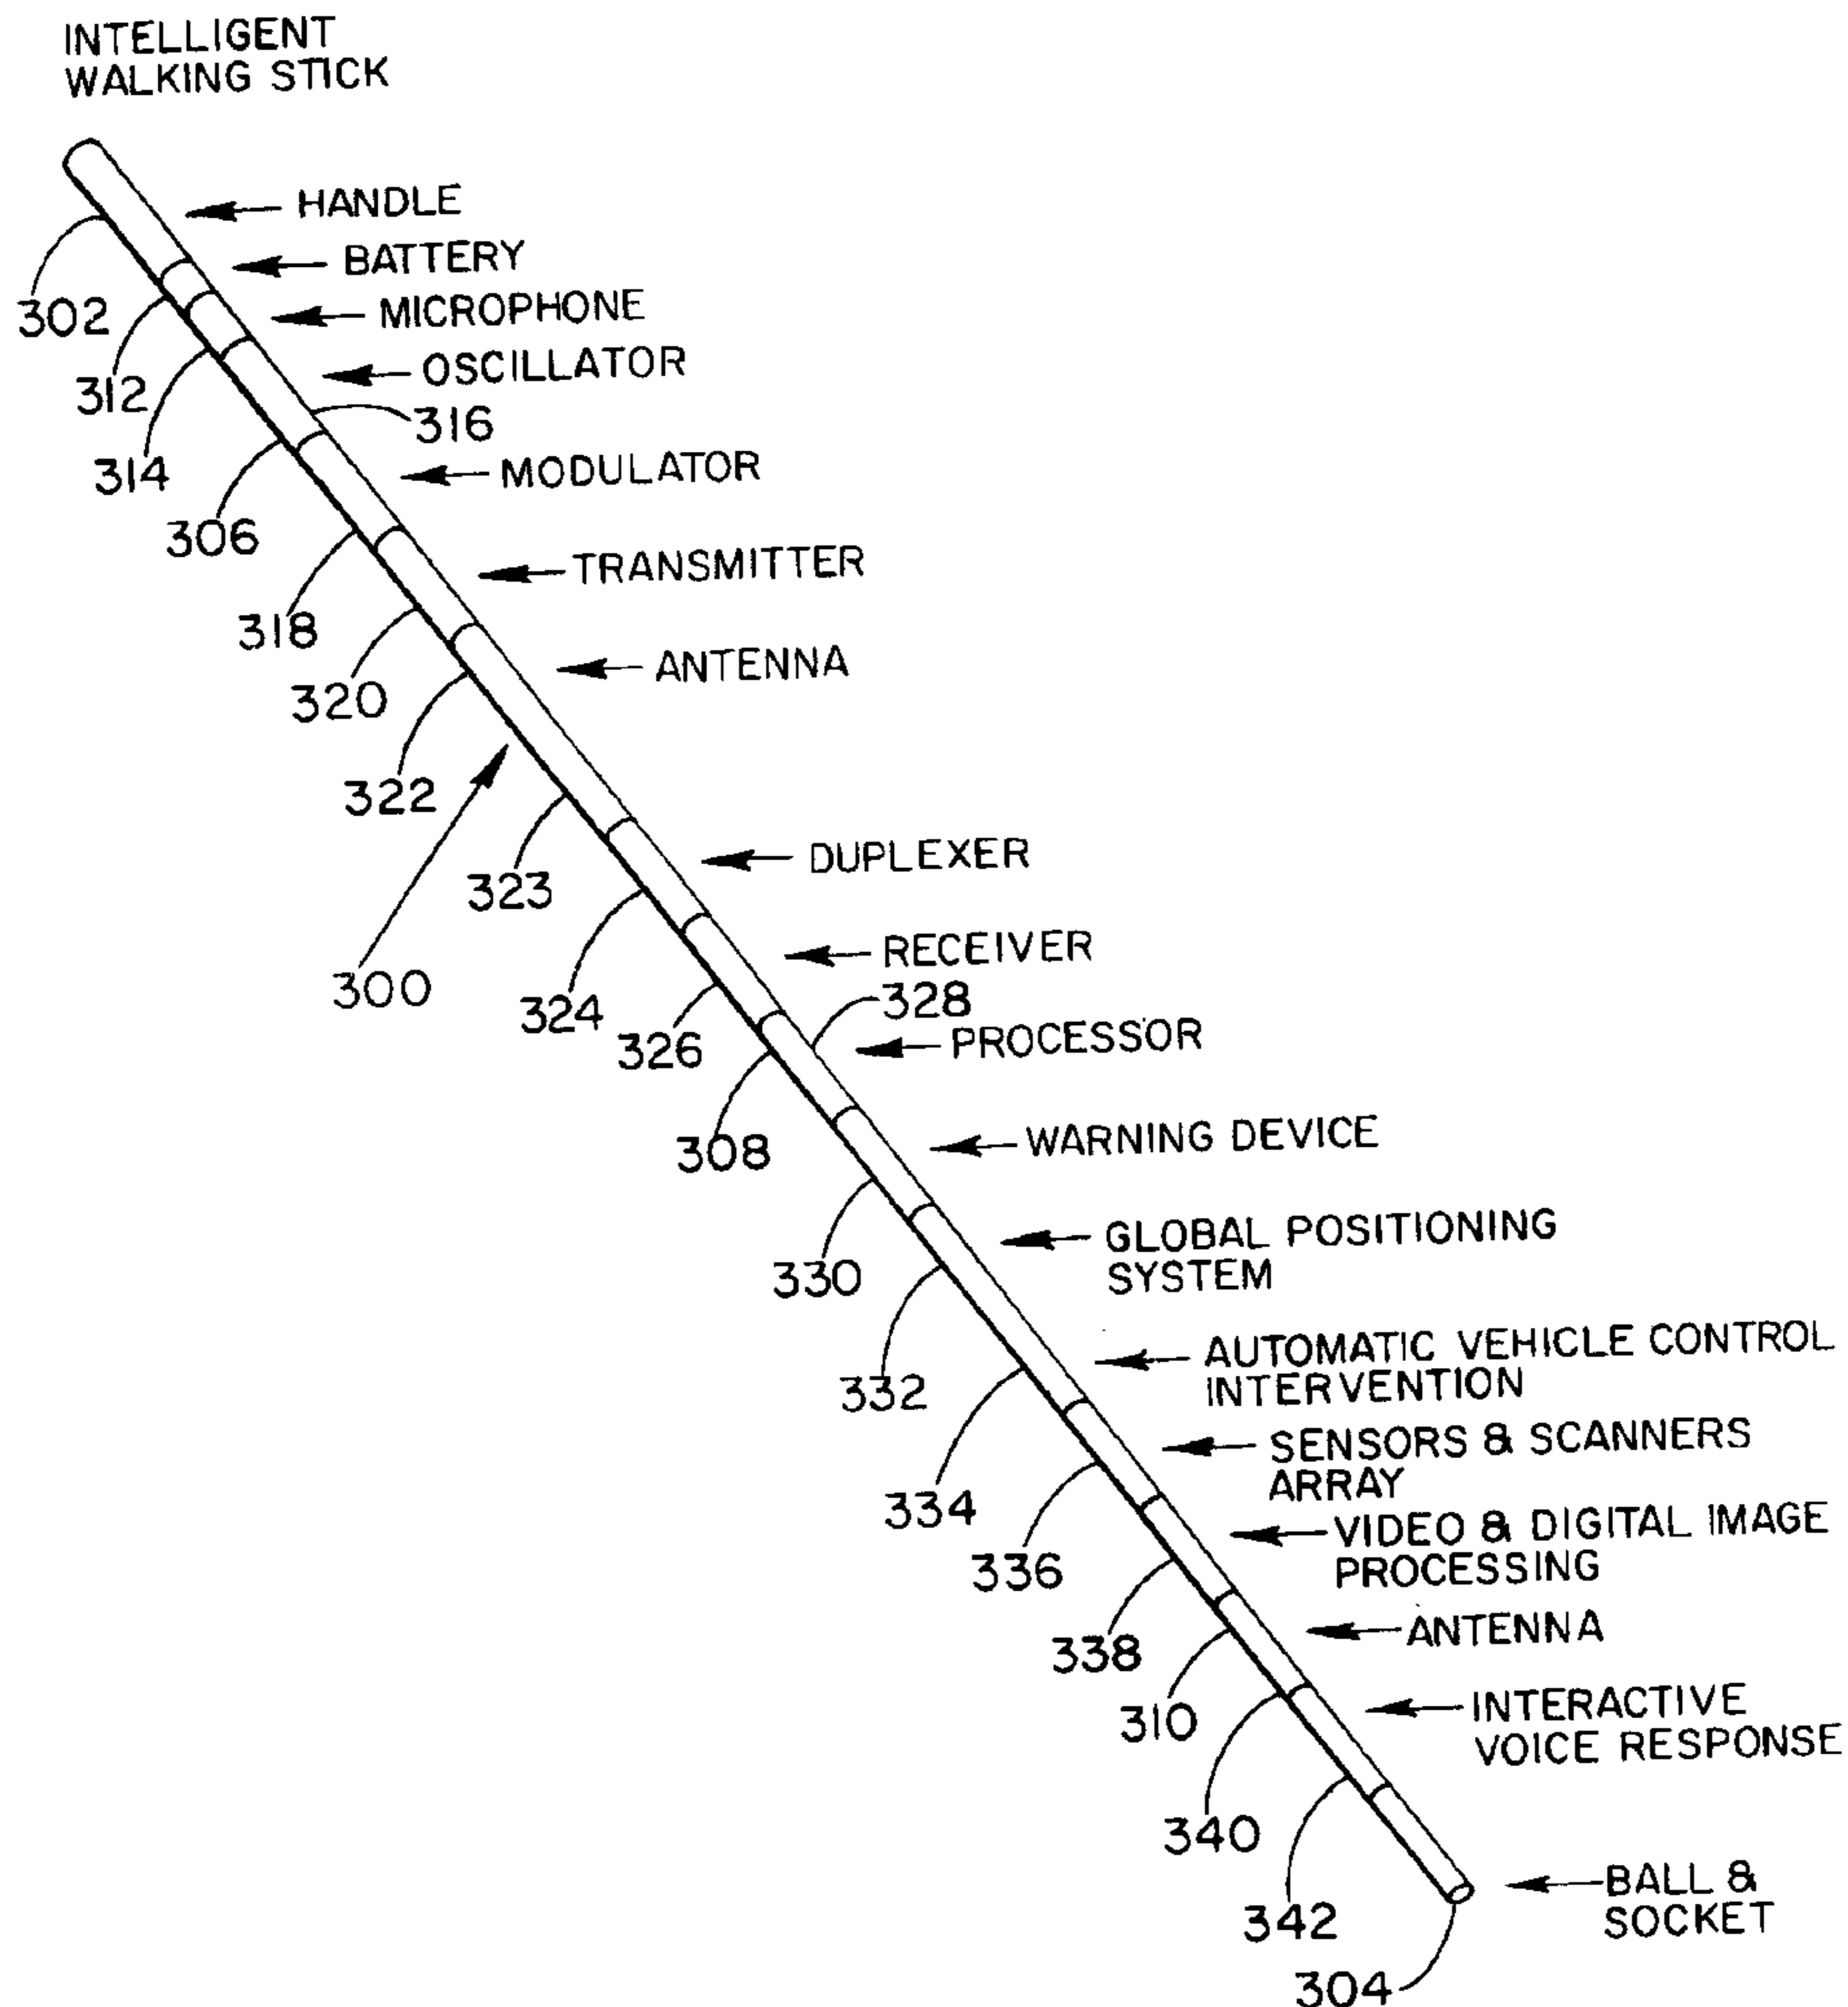 INTELLIGENT
WALKING STICK
HANDLE
BATTERY
302
MICROPHONE
OSCILLATOR
312
316
314
MODULATOR
306
TRANSMITTER
318
ANTENNA
320
322
DUPLEXER
323
RECEIVER
300
328
324
PROCESSOR
326
WARNING DEVICE
308
GLOBAL POSITIONING
SYSTEM
330
AUTOMATIC VEHICLE CONTROL
INTERVENTION
332
SENSORS & SCANNERS
ARRAY
334
VIDEO & DIGITAL IMAGE
PROCESSING
336
ANTENNA
338
INTERACTIVE
VOICE RESPONSE
310
340
BALL &
SOCKET
342
304